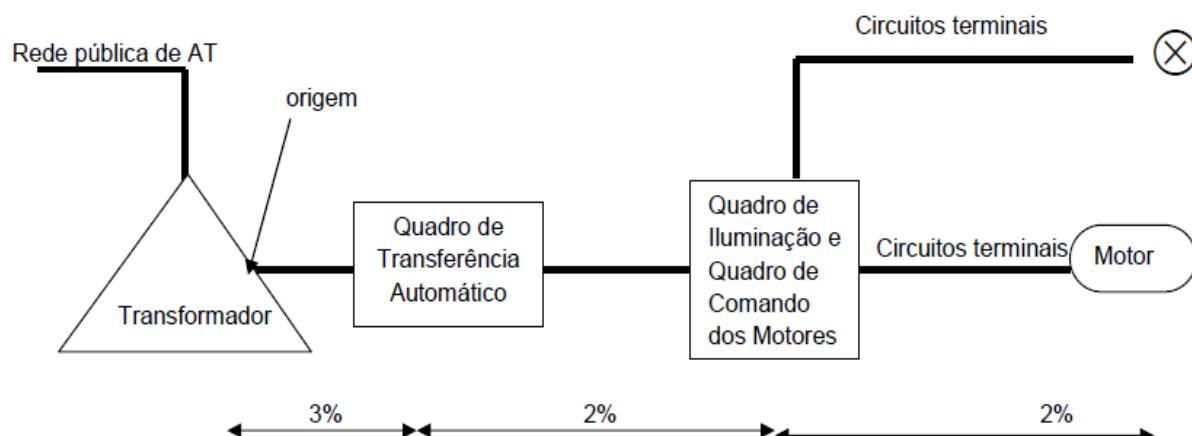 Circuitos terminais
Rede pública de AT
origem
Quadro de
Transferência
Automático
Quadro de
Iluminação e
Quadro de
Comando
dos Motores
Circuitos terminais
Motor
Transformador
3%
2%
2%